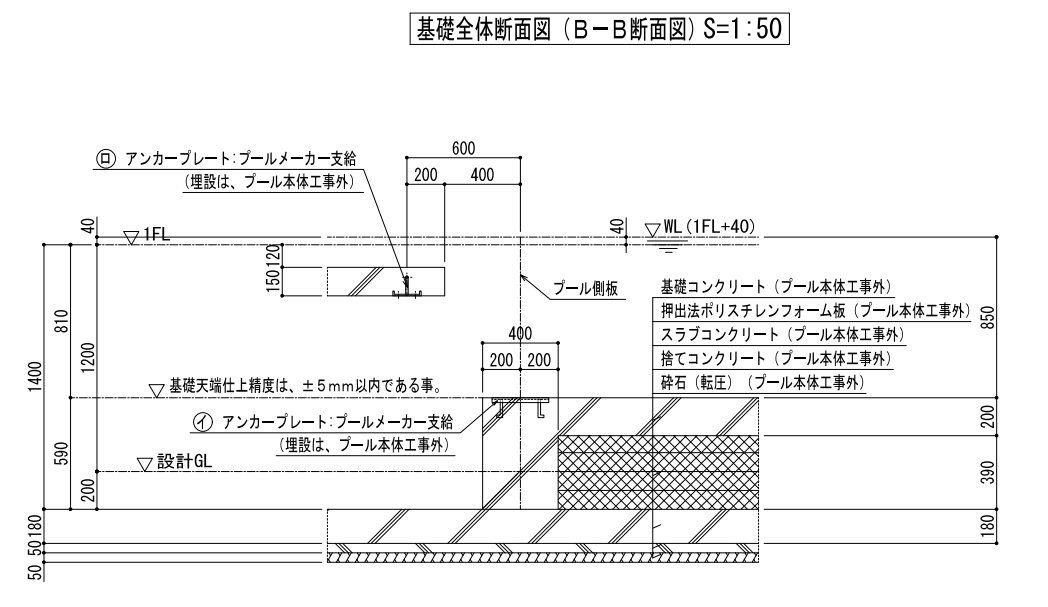 基礎全体断面図（B－B断面図）S=1:50
600
ロ アンカープレート：プールメーカー支給
（埋設は、プール本体工事外）
200
400
40
1FL
40
WL（1FL+40）
120
150
プール側板
基礎コンクリート（プール本体工事外）
押出法ポリスチレンフォーム板（プール本体工事外）
スラブコンクリート（プール本体工事外）
捨てコンクリート（プール本体工事外）
砕石（転圧）（プール本体工事外）
810
1200
1400
850
400
200
200
基礎天端仕上精度は、±5mm以内である事。
イ アンカープレート：プールメーカー支給
（埋設は、プール本体工事外）
200
590
設計GL
200
390
180
180
50
50